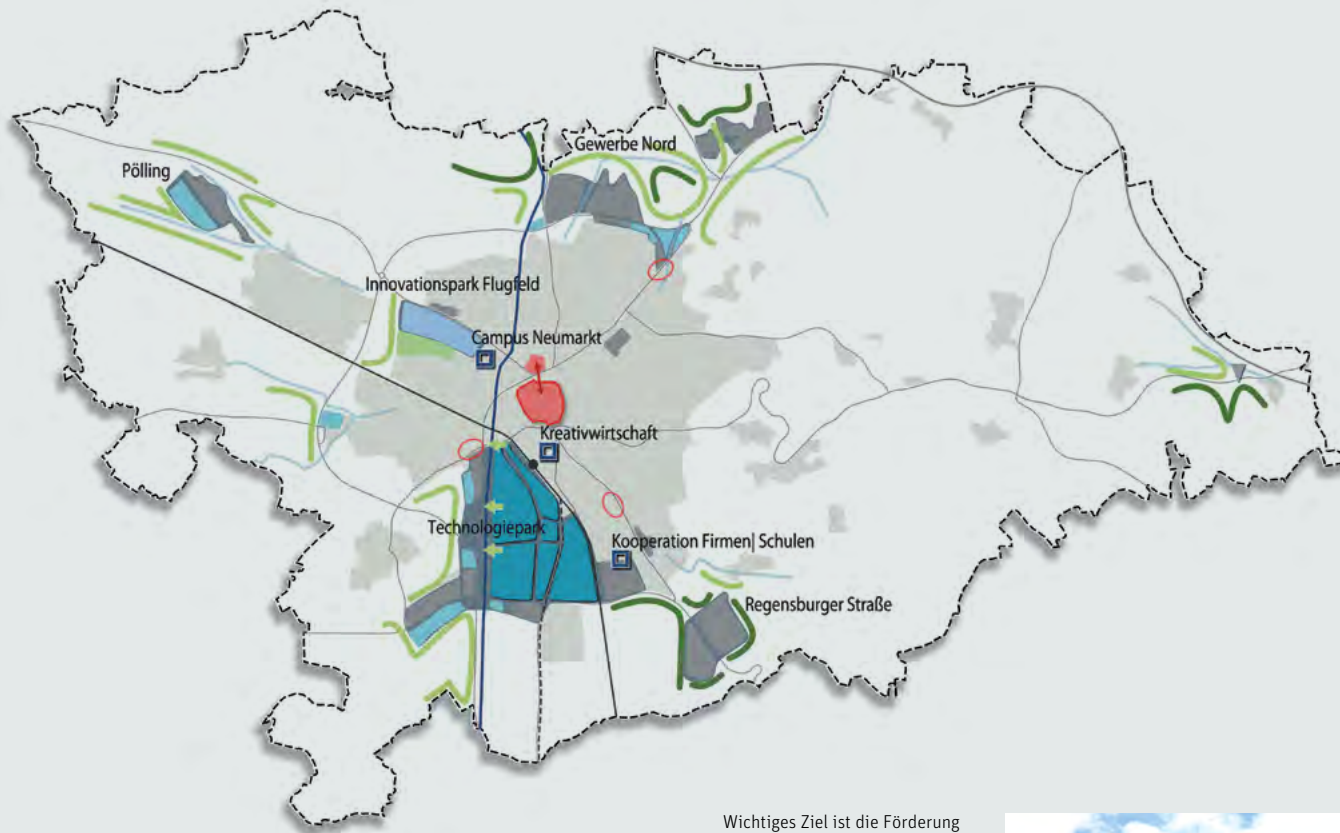 Gewerbe Nord
Pölling
Innovationspark Flugfeld
Campus Neumarkt
Kreativwirtschaft
Technologiepark
Kooperation Firmen| Schulen
Regensburger Straße
Wichtiges Ziel ist die Förderung